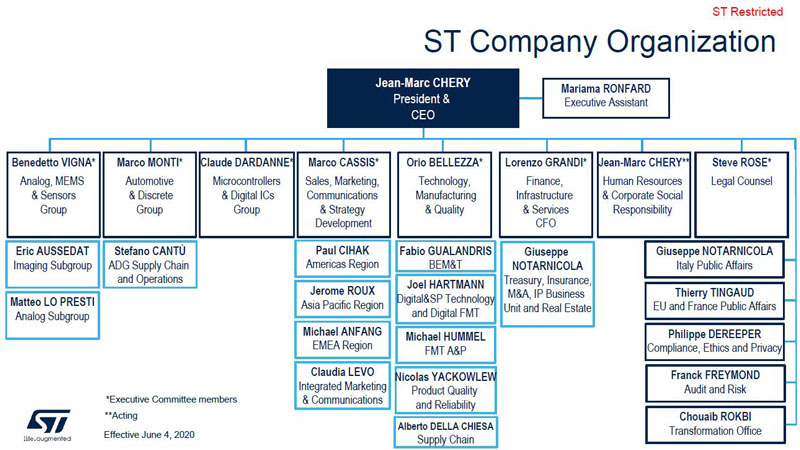 ST Restricted
ST Company Organization
Jean-Marc CHERY
President &
CEO
Mariama RONFARD
Executive Assistant
Benedetto VIGNA*
Analog, MEMS
& Sensors
Group
Marco MONTI*
Automotive
& Discrete
Group
Claude DARDANNE*
Microcontrollers
& Digital ICs
Group
Marco CASSIS*
Sales, Marketing,
Communications
& Strategy
Development
Orio BELLEZZA*
Technology,
Manufacturing
& Quality
Lorenzo GRANDI*
Finance,
Infrastructure
& Services
CFO
Jean-Marc CHERY**
Human Resources
& Corporate Social
Responsibility
Steve ROSE*
Legal Counsel
Eric AUSSEDAT
Imaging Subgroup
Matteo LO PRESTI
Analog Subgroup
Stefano CANTÙ
ADG Supply Chain
and Operations
Paul CIHAK
Americas Region
Jerome ROUX
Asia Pacific Region
Michael ANFANG
EMEA Region
Claudia LEVO
Integrated Marketing
& Communications
Fabio GUALANDRIS
BEM&T
Joel HARTMANN
Digital&SP Technology
and Digital FMT
Michael HUMMEL
FMT A&P
Nicolas YACKOWLEW
Product Quality
and Reliability
Alberto DELLA CHIESA
Supply Chain
Giuseppe
NOTARNICOLA
Treasury, Insurance,
M&A, IP Business
Unit and Real Estate
Giuseppe NOTARNICOLA
Italy Public Affairs
Thierry TINGAUD
EU and France Public Affairs
Philippe DEREEPER
Compliance, Ethics and Privacy
Franck FREYMOND
Audit and Risk
Chouaib ROKBI
Transformation Office
*Executive Committee members
**Acting
Effective June 4, 2020
ST
life.augmented